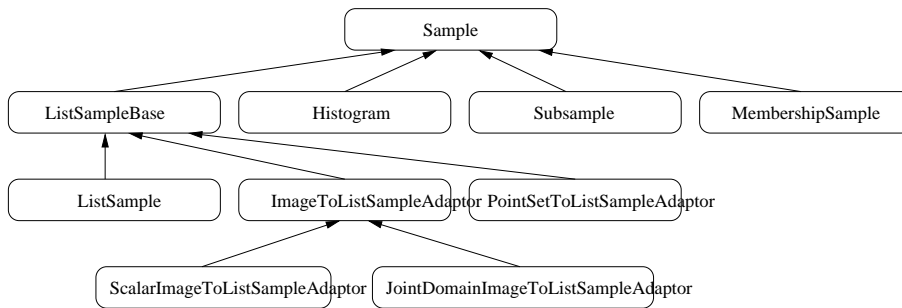 Sample
ListSampleBase
Histogram
Subsample
MembershipSample
ListSample
ImageToListSampleAdaptor
PointSetToListSampleAdaptor
ScalarImageToListSampleAdaptor
JointDomainImageToListSampleAdaptor